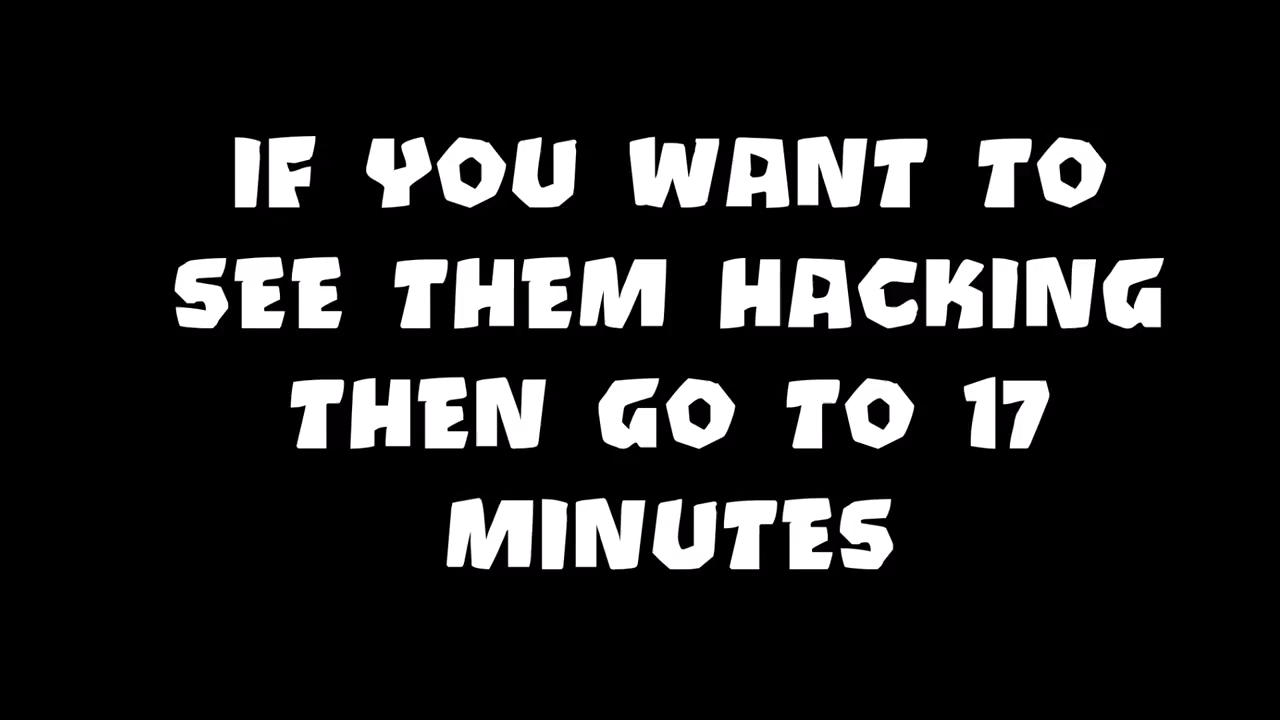 IF YOU WANT TO
SEE THEM HACKING
THEN GO TO 17
MINUTES